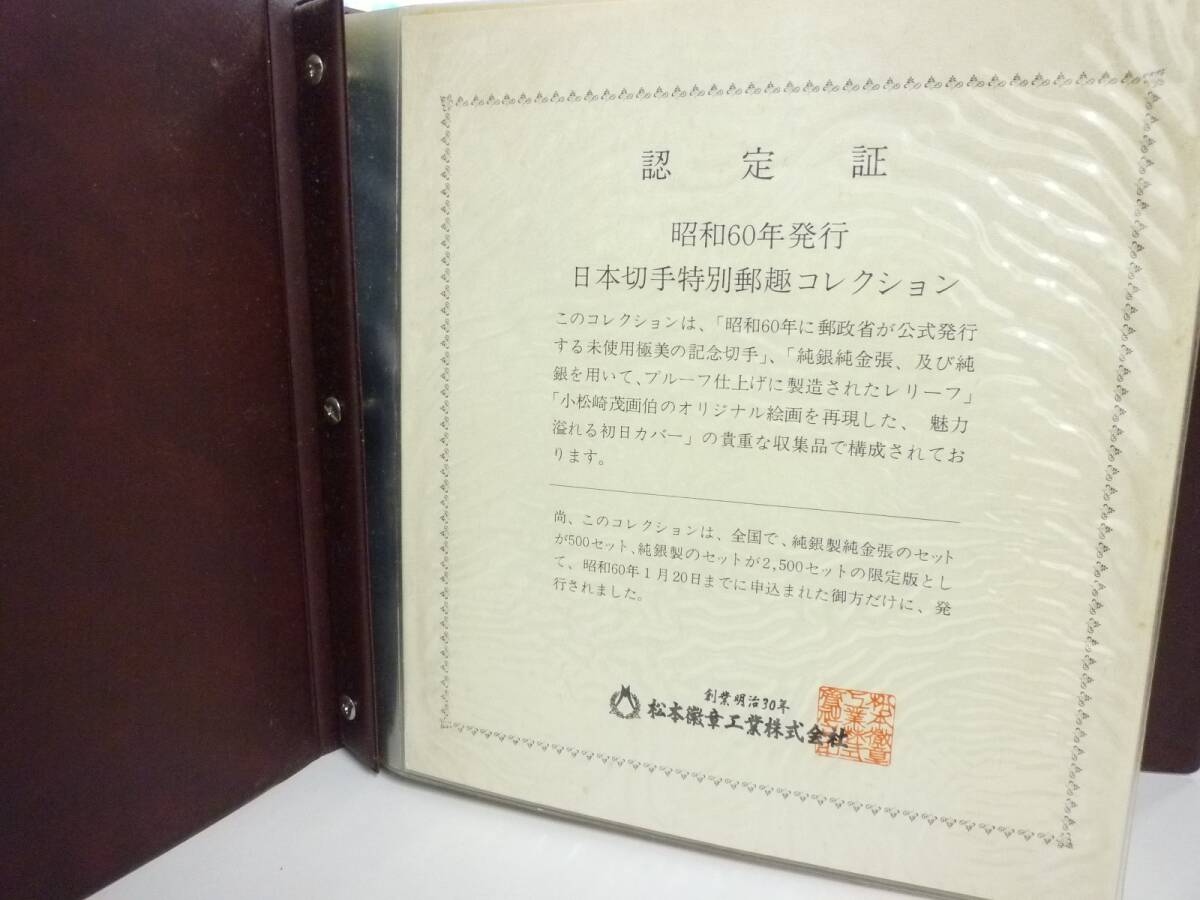 認定証
昭和60年発行
日本切手特別郵趣コレクション
このコレクションは、「昭和60年に郵政省が公式発行
する未使用極美の記念切手」、「純銀純金張、及び純
銀を用いて、プルーフ仕上げに製造されたレリーフ」
「小松崎茂画伯のオリジナル絵画を再現した、魅力
溢れる初日カバー」の貴重な収集品で構成されてお
ります。
尚、このコレクションは、全国で、純銀製純金張のセット
が500セット、純銀製のセットが2,500セットの限定版とし
て、昭和60年1月20日までに申込まれた御方だけに、発
行されました。
創業明治30年
松本徽章工業株式会社